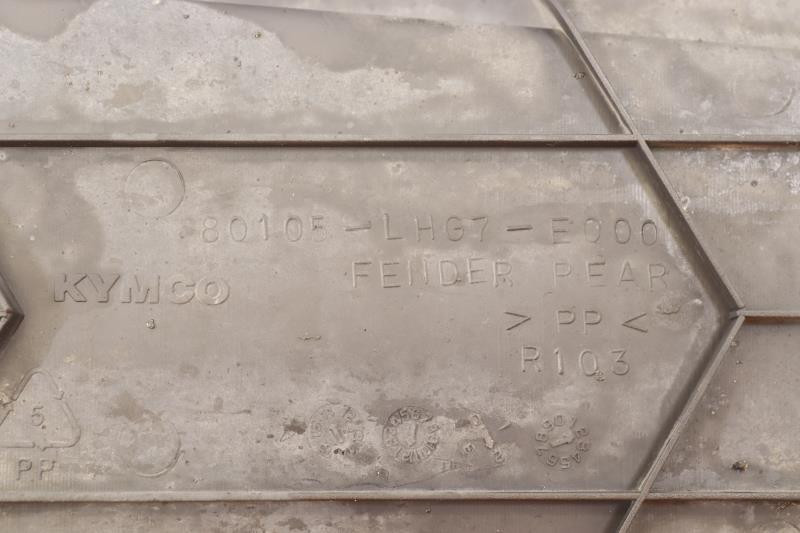 80105-LHG7-E000
FENDER REAR
KYMCO
> PP <
R103
5
PP